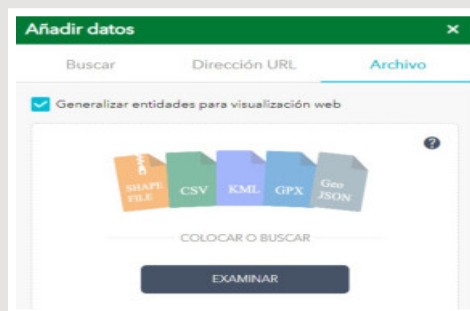 Añadir datos ×
Buscar Dirección URL Archivo
Generalizar entidades para visualización web
?
SHAPE FILE CSV KML GPX Geo JSON
COLOCAR O BUSCAR
EXAMINAR